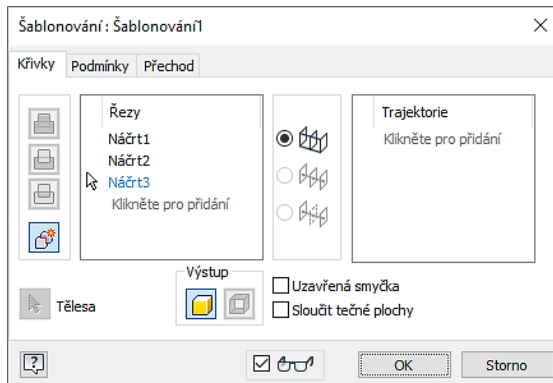 Šablonování : Šablonování1
Křivky Podmínky Přechod
Řezy
Náčrt1
Náčrt2
Náčrt3
Klikněte pro přidání
Trajektorie
Klikněte pro přidání
Tělesa
Výstup
Uzavřená smyčka
Sloučit tečné plochy
OK Storno